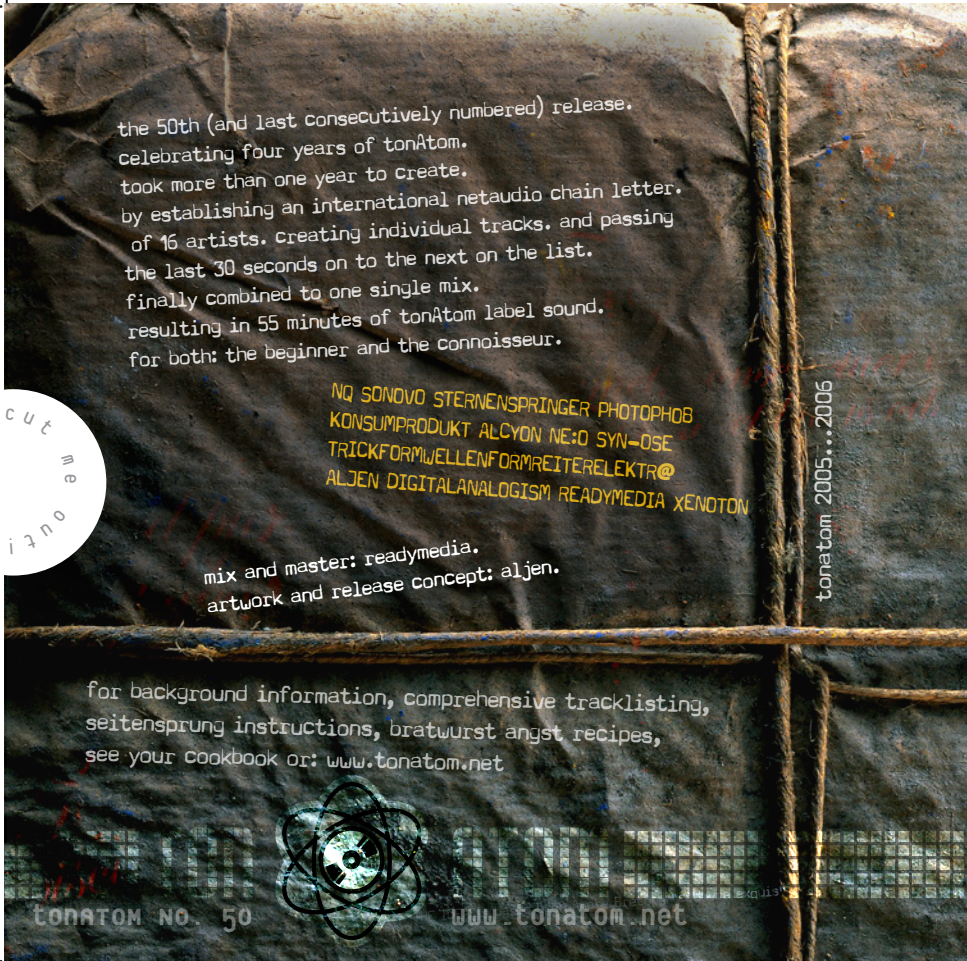 the 50th (and last consecutively numbered) release.
celebrating four years of tonAtom.
took more than one year to create.
by establishing an international netaudio chain letter.
of 16 artists. creating individual tracks. and passing
the last 30 seconds on to the next on the list.
finally combined to one single mix.
resulting in 55 minutes of tonAtom label sound.
for both: the beginner and the connoisseur.
NQ SONOVO STERNENSPRINGER PHOTOPHOB
KONSUMPRODUKT ALCYON NE:O SYN-OSE
TRICKFORMWELLENFORMREITERELEKTR@
ALJEN DIGITALANALOGISM READYMEDIA XENOTON
cut me out!
tonatom 2005...2006
mix and master: readymedia.
artwork and release concept: aljen.
for background information, comprehensive tracklisting,
seitensprung instructions, bratwurst angst recipes,
see your cookbook or: www.tonatom.net
TON ATOM
tonatom no. 50
www.tonatom.net